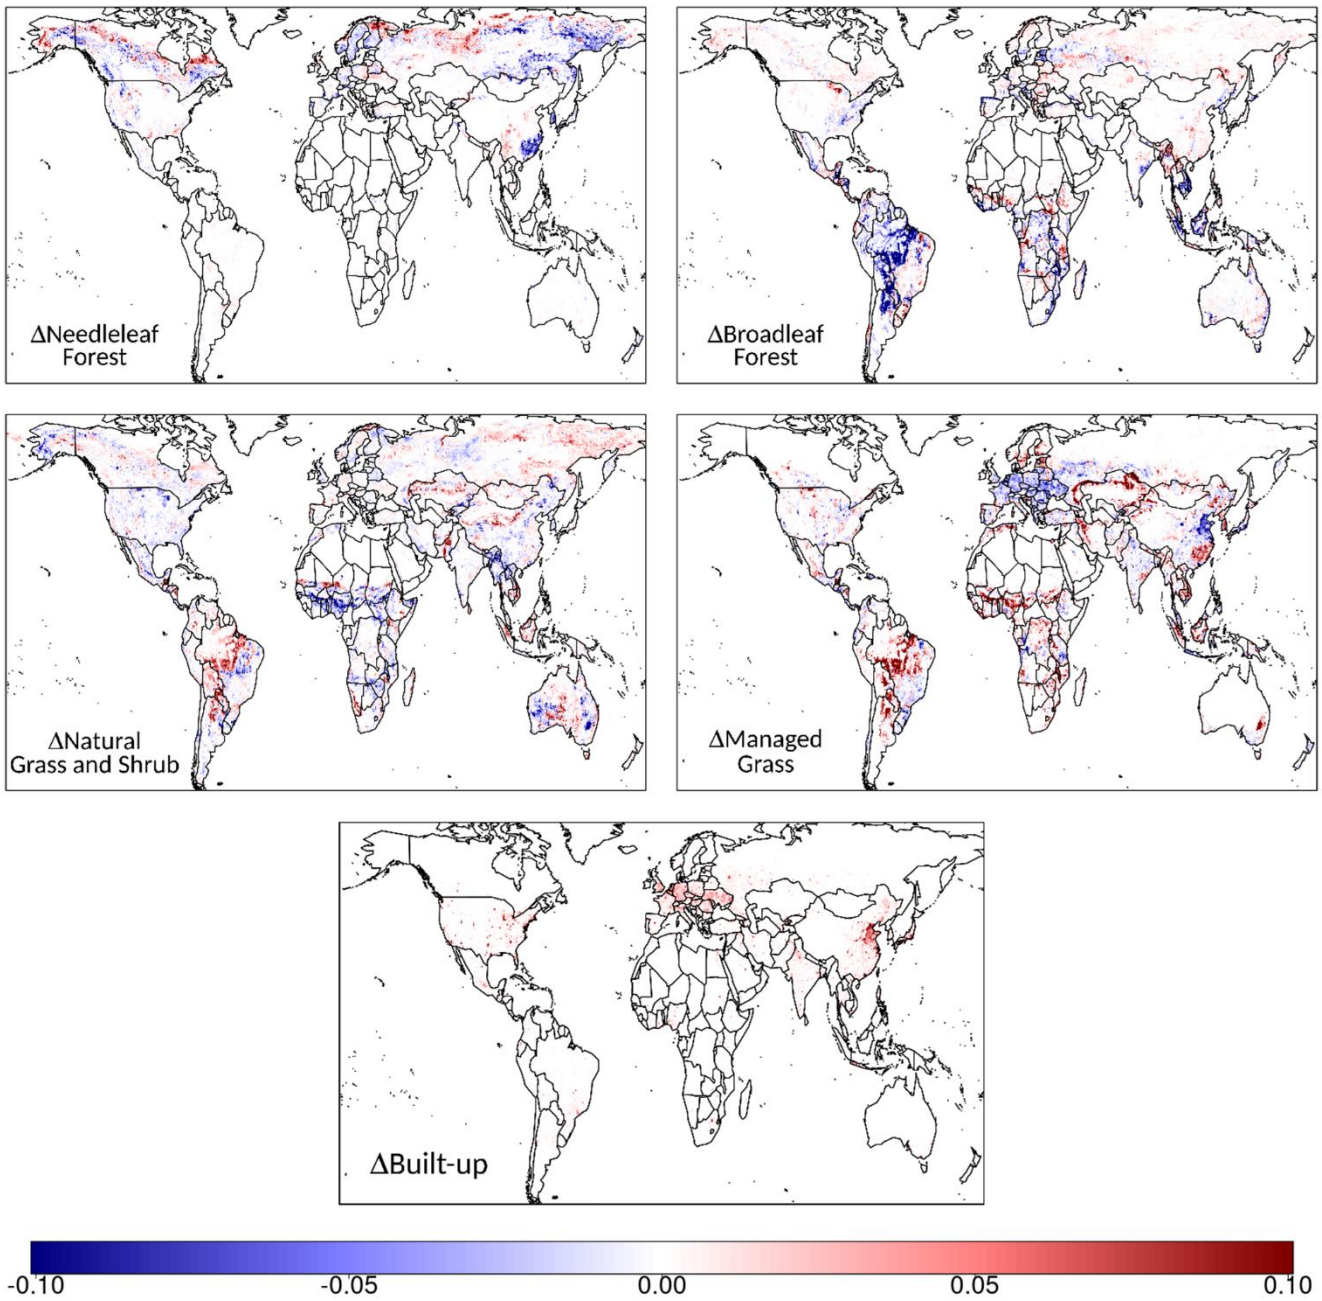 ΔNeedleleaf
Forest
ΔBroadleaf
Forest
ΔNatural
Grass and Shrub
ΔManaged
Grass
ΔBuilt-up
-0.10 -0.05 0.00 0.05 0.10